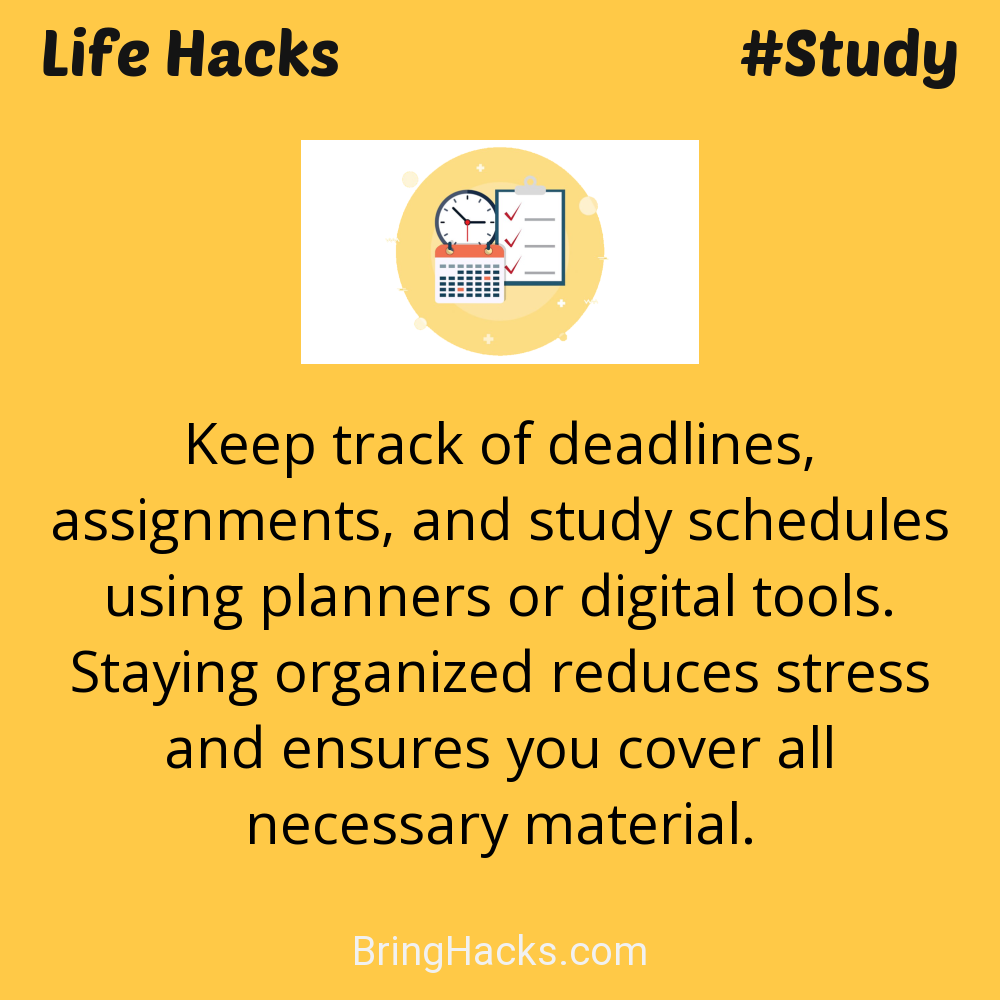 Life Hacks #Study
Keep track of deadlines,
assignments, and study schedules
using planners or digital tools.
Staying organized reduces stress
and ensures you cover all
necessary material.
BringHacks.com